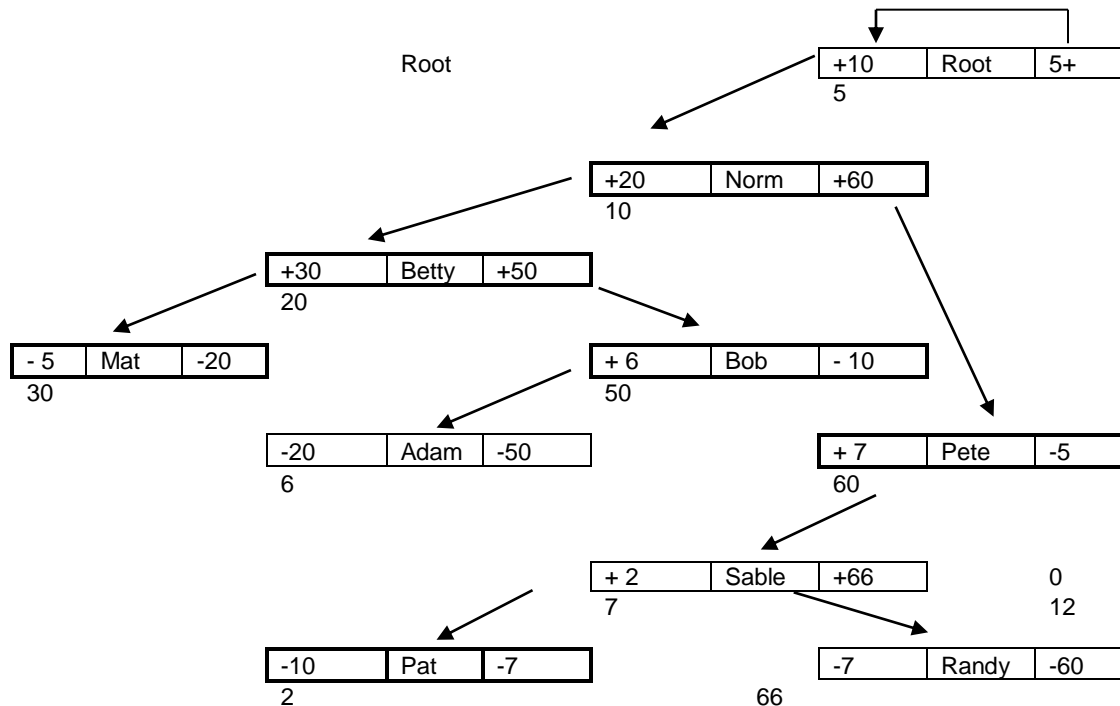 Root +10 Root 5+
5
+20 Norm +60
10
+30 Betty +50
20
- 5 Mat -20 + 6 Bob - 10
30 50
-20 Adam -50 + 7 Pete -5
6 60
+ 2 Sable +66 0
7 12
-10 Pat -7 -7 Randy -60
2 66